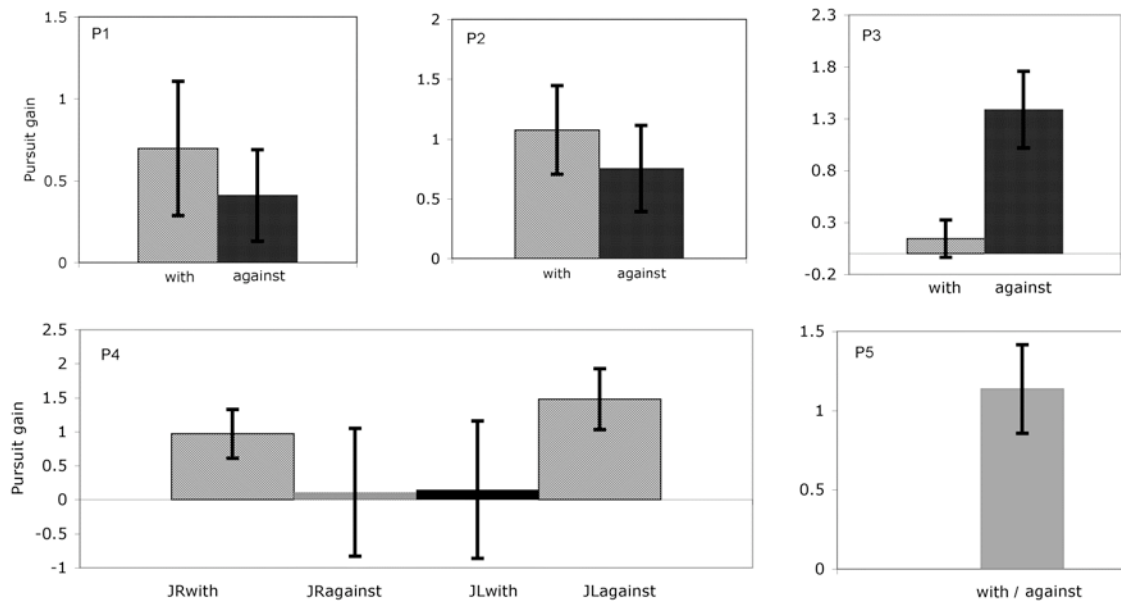 P1
Pursuit gain
1.5
1
0.5
0
with against
P2
2
1.5
1
0.5
0
with against
P3
2.3
1.8
1.3
0.8
0.3
-0.2
with against
P4
Pursuit gain
2.5
2
1.5
1
0.5
0
-0.5
-1
JRwith JRagainst JLwith JLagainst
P5
1.5
1
0.5
0
with / against